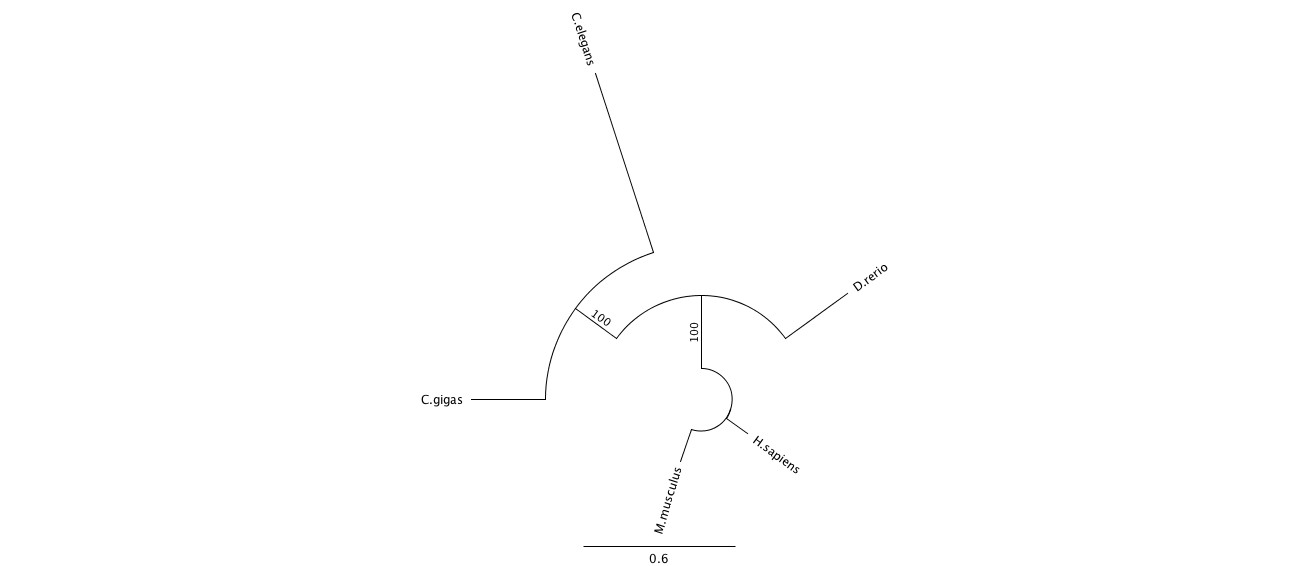 C.elegans
D.rerio
100
100
C.gigas
H.sapiens
M.musculus
0.6